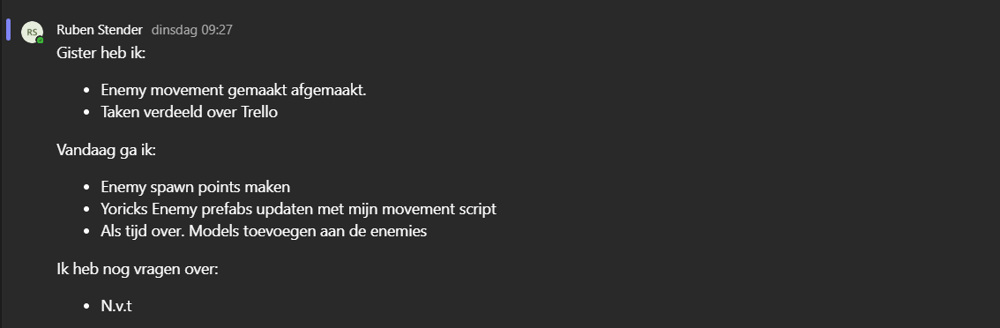 RS
Ruben Stender dinsdag 09:27
Gister heb ik:
Enemy movement gemaakt afgemaakt.
Taken verdeeld over Trello
Vandaag ga ik:
Enemy spawn points maken
Yoricks Enemy prefabs updaten met mijn movement script
Als tijd over. Models toevoegen aan de enemies
Ik heb nog vragen over:
N.v.t